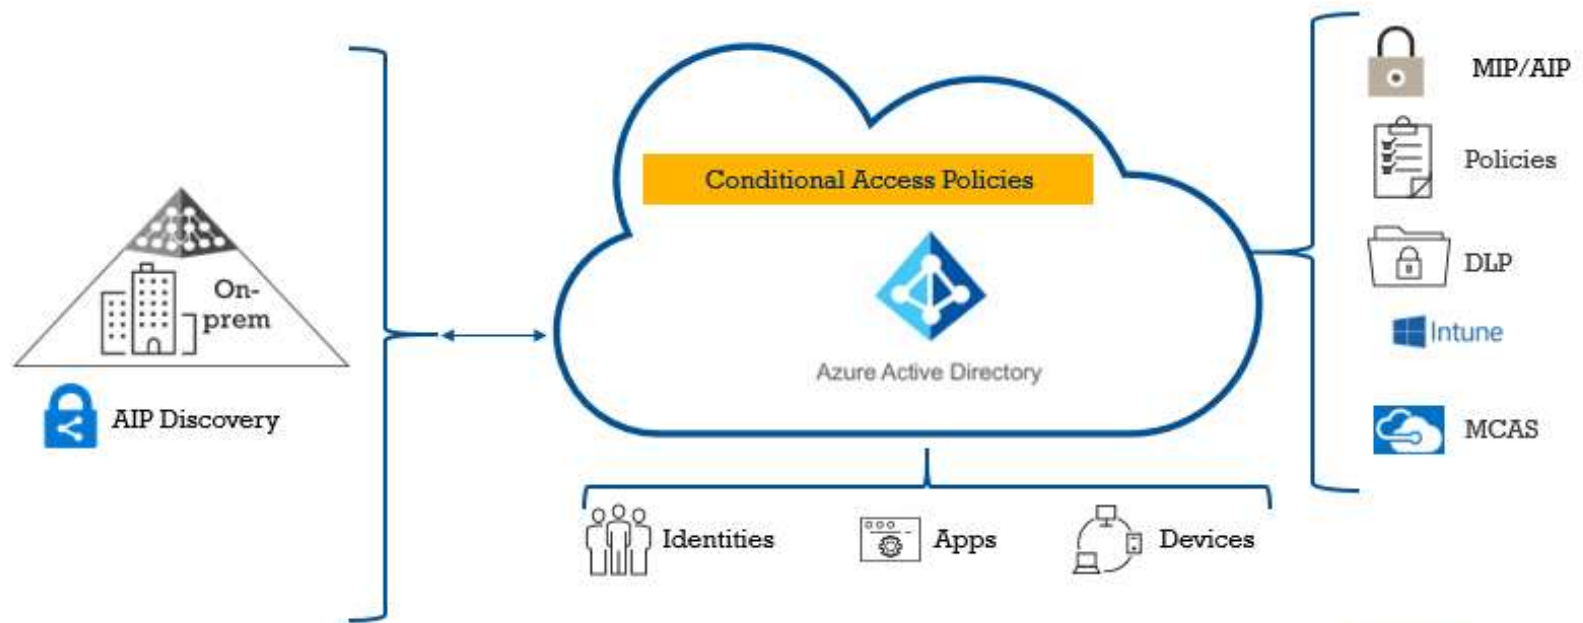 On-
prem
AIP Discovery
Conditional Access Policies
Azure Active Directory
Identities
Apps
Devices
MIP/AIP
Policies
DLP
Intune
MCAS